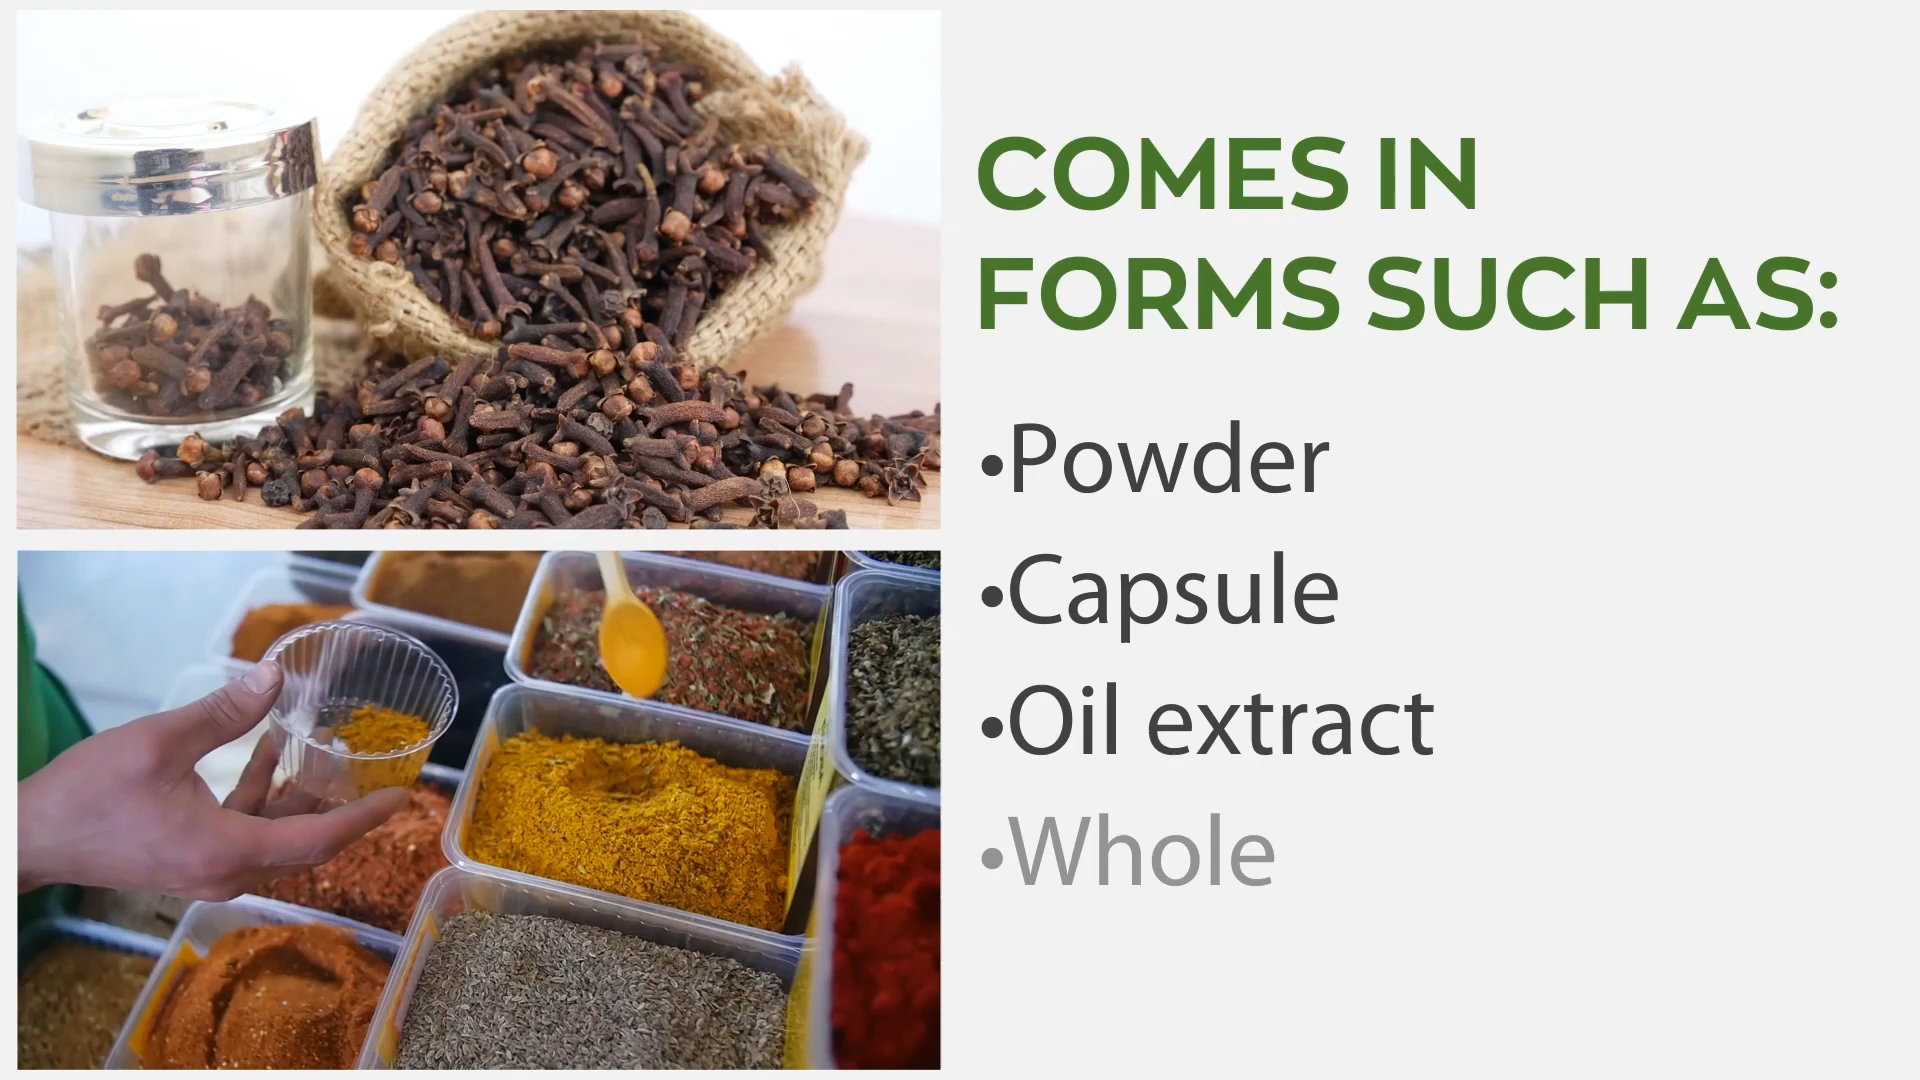 COMES IN
FORMS SUCH AS:
•Powder
•Capsule
•Oil extract
•Whole